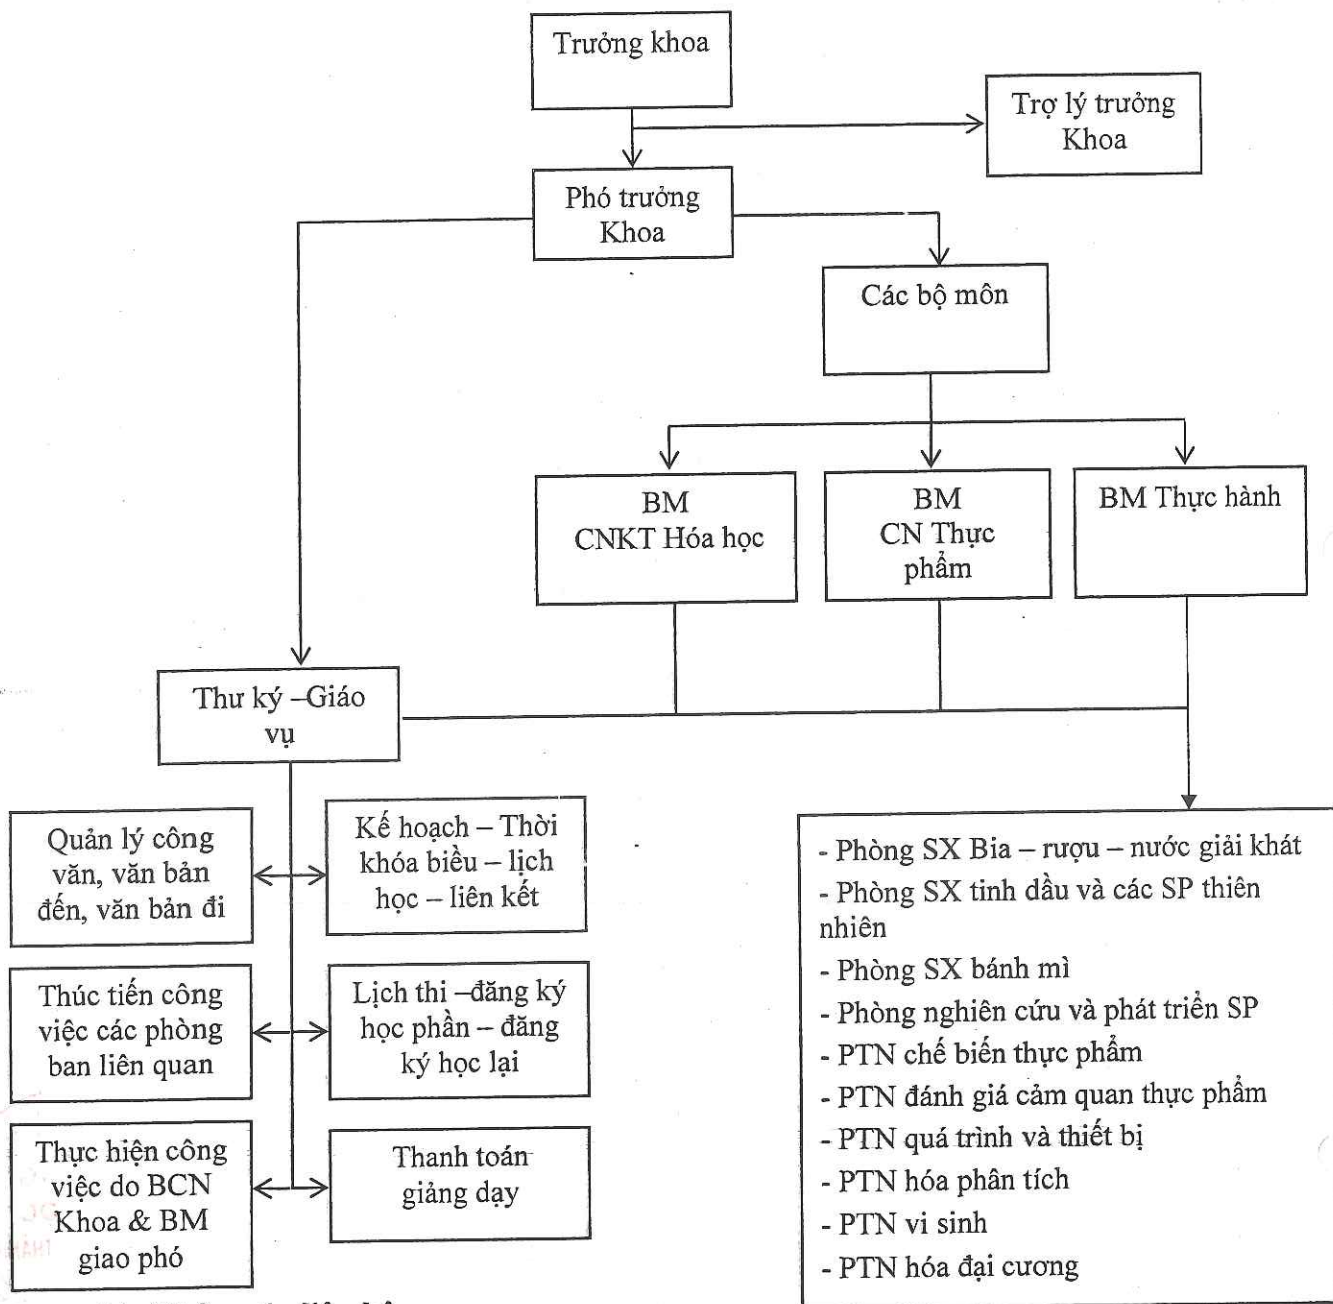 Trưởng khoa
Trợ lý trưởng
Khoa
Phó trưởng
Khoa
Các bộ môn
BM
CNKT Hóa học
BM
CN Thực
phẩm
BM Thực hành
Thư ký –Giáo
vụ
Quản lý công
văn, văn bản
đến, văn bản đi
Kế hoạch – Thời
khóa biểu – lịch
học – liên kết
Thúc tiến công
việc các phòng
ban liên quan
Lịch thi –đăng ký
học phần – đăng
ký học lại
Thực hiện công
việc do BCN
Khoa & BM
giao phó
Thanh toán
giảng dạy
- Phòng SX Bia – rượu – nước giải khát
- Phòng SX tinh dầu và các SP thiên
nhiên
- Phòng SX bánh mì
- Phòng nghiên cứu và phát triển SP
- PTN chế biến thực phẩm
- PTN đánh giá cảm quan thực phẩm
- PTN quá trình và thiết bị
- PTN hóa phân tích
- PTN vi sinh
- PTN hóa đại cương